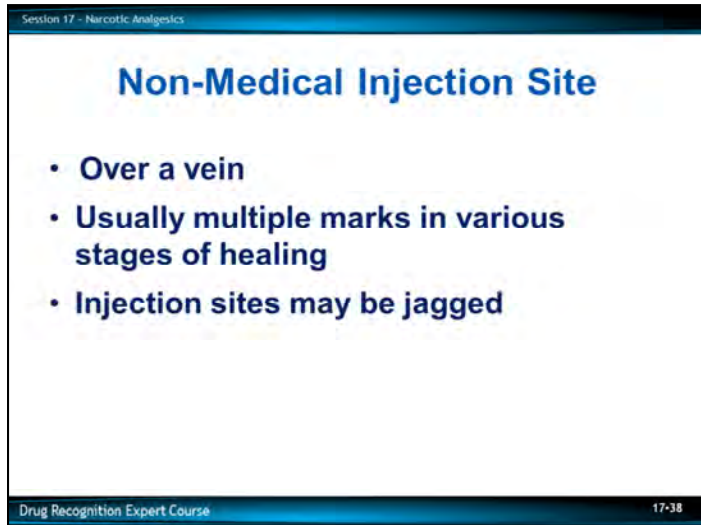 Session 17 - Narcotic Analgesics
Non-Medical Injection Site
• Over a vein
• Usually multiple marks in various
stages of healing
• Injection sites may be jagged
Drug Recognition Expert Course
17-38